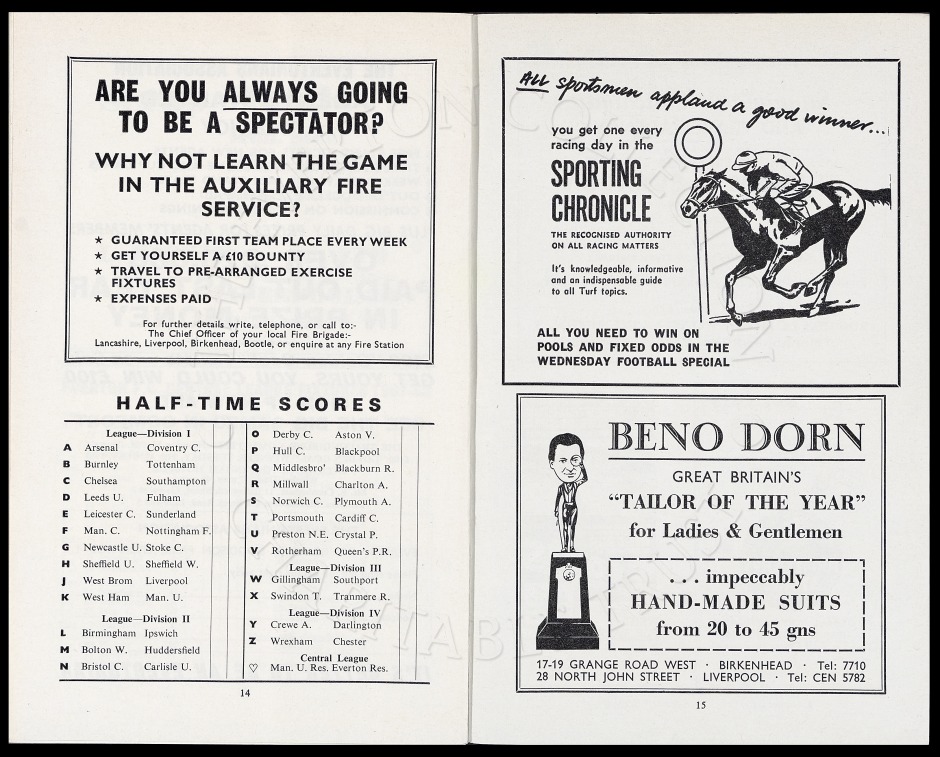 ARE YOU ALWAYS GOING
TO BE A SPECTATOR?
WHY NOT LEARN THE GAME
IN THE AUXILIARY FIRE
SERVICE?
★ GUARANTEED FIRST TEAM PLACE EVERY WEEK
★ GET YOURSELF A £10 BOUNTY
★ TRAVEL TO PRE-ARRANGED EXERCISE
FIXTURES
★ EXPENSES PAID
For further details write, telephone, or call to:-
The Chief Officer of your local Fire Brigade:-
Lancashire, Liverpool, Birkenhead, Bootle, or enquire at any Fire Station
HALF-TIME SCORES
League—Division I
A Arsenal Coventry C.
B Burnley Tottenham
C Chelsea Southampton
D Leeds U. Fulham
E Leicester C. Sunderland
F Man. C. Nottingham F.
G Newcastle U. Stoke C.
H Sheffield U. Sheffield W.
J West Brom Liverpool
K West Ham Man. U.
League—Division II
L Birmingham Ipswich
M Bolton W. Huddersfield
N Bristol C. Carlisle U.
O Derby C. Aston V.
P Hull C. Blackpool
Q Middlesbro' Blackburn R.
R Millwall Charlton A.
S Norwich C. Plymouth A.
T Portsmouth Cardiff C.
U Preston N.E. Crystal P.
V Rotherham Queen's P.R.
League—Division III
W Gillingham Southport
X Swindon T. Tranmere R.
League—Division IV
Y Crewe A. Darlington
Z Wrexham Chester
Central League
♡ Man. U. Res. Everton Res.
14
ALL sportsmen applaud a good winner...
you get one every
racing day in the
SPORTING
CHRONICLE
THE RECOGNISED AUTHORITY
ON ALL RACING MATTERS
It's knowledgeable, informative
and an indispensable guide
to all Turf topics.
1
ALL YOU NEED TO WIN ON
POOLS AND FIXED ODDS IN THE
WEDNESDAY FOOTBALL SPECIAL
BENO DORN
GREAT BRITAIN'S
"TAILOR OF THE YEAR"
for Ladies & Gentlemen
. . . impeccably
HAND-MADE SUITS
from 20 to 45 gns
17-19 GRANGE ROAD WEST · BIRKENHEAD · Tel: 7710
28 NORTH JOHN STREET · LIVERPOOL · Tel: CEN 5782
15